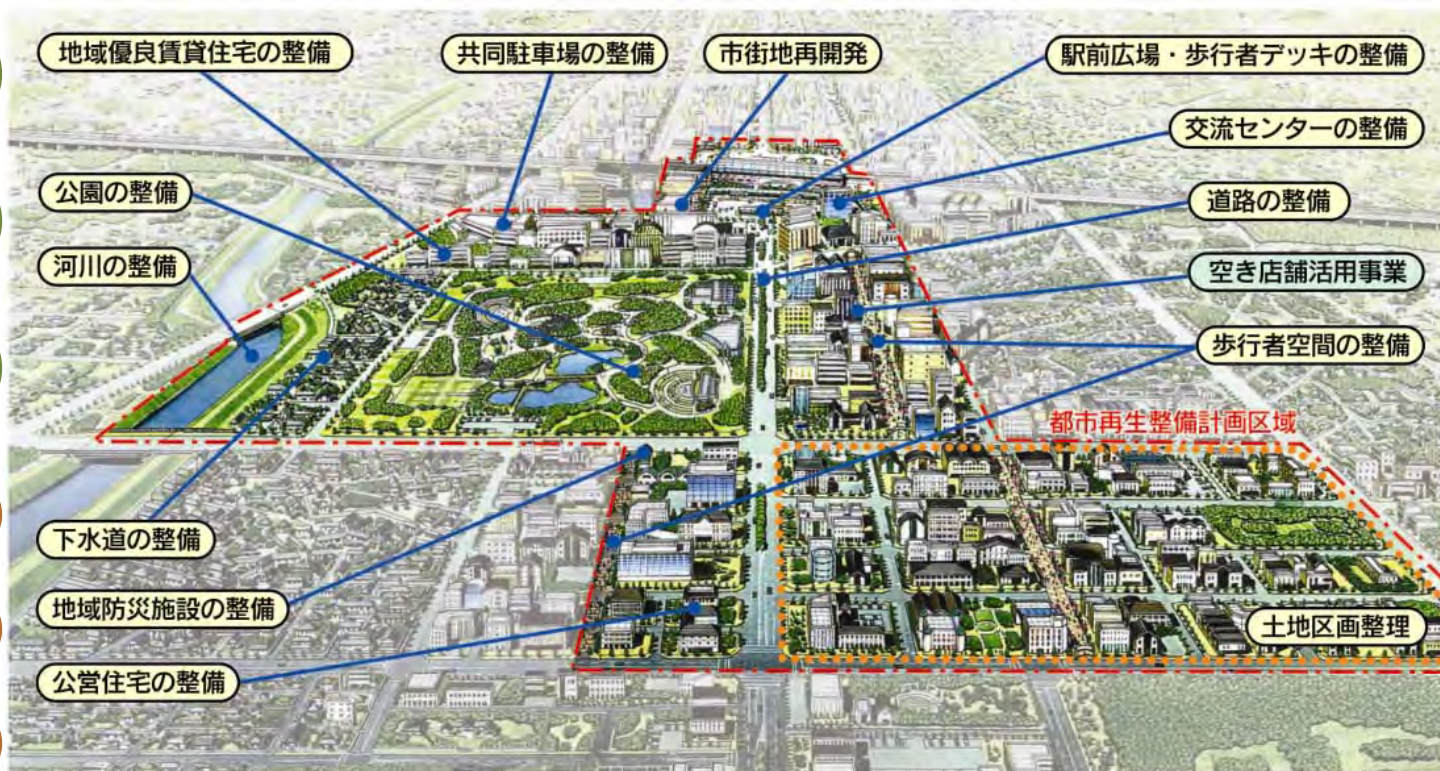 地域優良賃貸住宅の整備
共同駐車場の整備
市街地再開発
駅前広場・歩行者デッキの整備
交流センターの整備
公園の整備
道路の整備
河川の整備
空き店舗活用事業
歩行者空間の整備
都市再生整備計画区域
下水道の整備
地域防災施設の整備
土地区画整理
公営住宅の整備